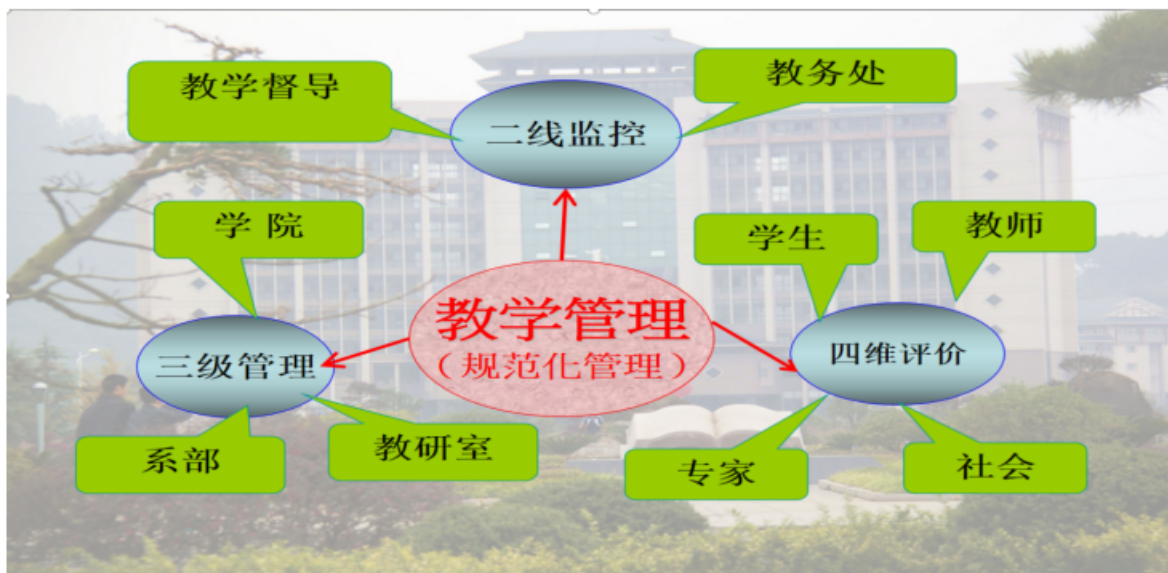 教学督导
教务处
二线监控
学 院
学生
教师
教学管理
（规范化管理）
三级管理
四维评价
系部
教研室
专家
社会